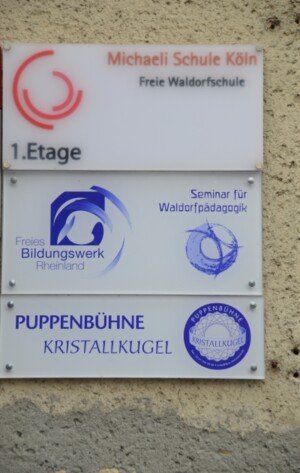 Michaeli Schule Köln
Freie Waldorfschule
1.Etage
Freies
Bildungswerk
Rheinland
Seminar für
Waldorfpädagogik
PUPPENBÜHNE
KRISTALLKUGEL
PUPPENBÜHNE
KRISTALLKUGEL